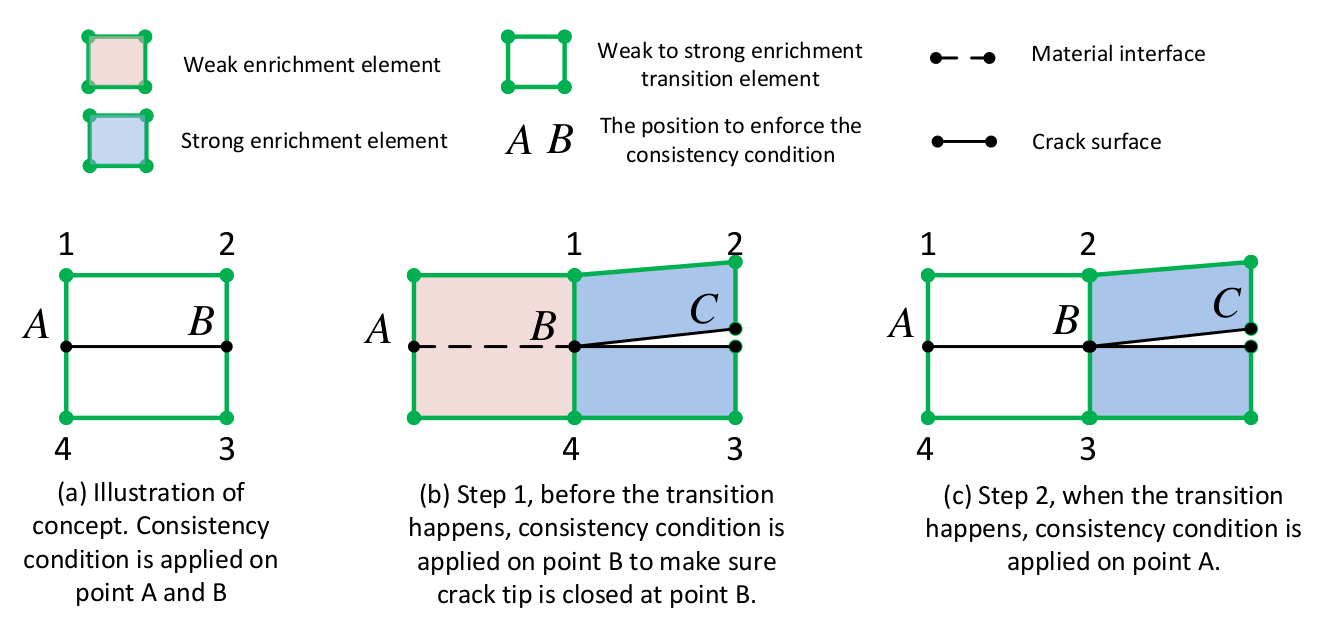 Weak enrichment element
Weak to strong enrichment
transition element
Material interface
Strong enrichment element
A B
The position to enforce the
consistency condition
Crack surface
1 2
A B
4 3
(a) Illustration of
concept. Consistency
condition is applied on
point A and B
1 2
A B C
4 3
(b) Step 1, before the transition
happens, consistency condition is
applied on point B to make sure
crack tip is closed at point B.
1 2
A B C
4 3
(c) Step 2, when the transition
happens, consistency condition is
applied on point A.